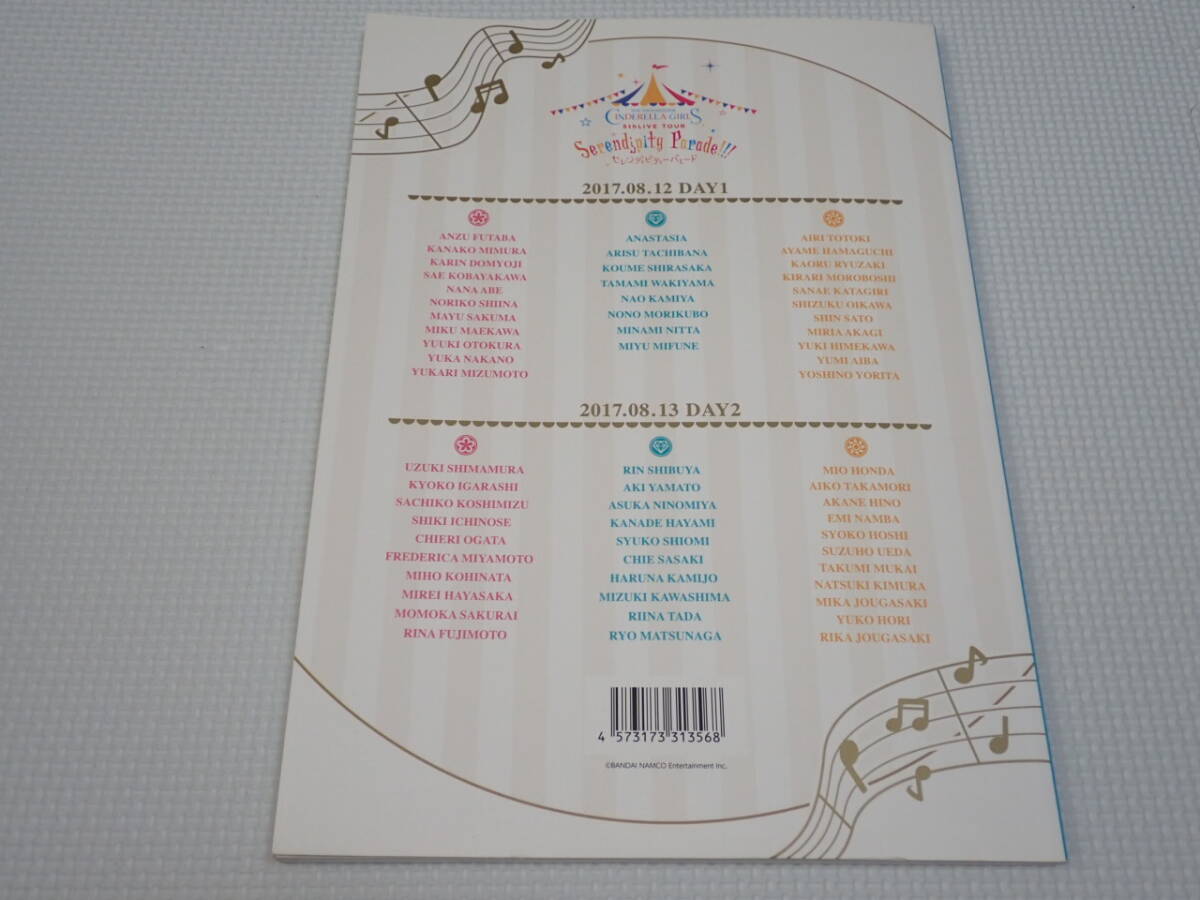 THE IDOLM@STER
CINDERELLA GIRLS
5thLIVE TOUR
Serendipity Parade!!!
セレンディピティパレード
2017.08.12 DAY1
ANZU FUTABA
KANAKO MIMURA
KARIN DOMYOJI
SAE KOBAYAKAWA
NANA ABE
NORIKO SHIINA
MAYU SAKUMA
MIKU MAEKAWA
YUUKI OTOKURA
YUKA NAKANO
YUKARI MIZUMOTO
ANASTASIA
ARISU TACHIBANA
KOUME SHIRASAKA
TAMAMI WAKIYAMA
NAO KAMIYA
NONO MORIKUBO
MINAMI NITTA
MIYU MIFUNE
AIRI TOTOKI
AYAME HAMAGUCHI
KAORU RYUZAKI
KIRARI MOROBOSHI
SANAE KATAGIRI
SHIZUKU OIKAWA
SHIN SATO
MIRIA AKAGI
YUKI HIMEKAWA
YUMI AIBA
YOSHINO YORITA
2017.08.13 DAY2
UZUKI SHIMAMURA
KYOKO IGARASHI
SACHIKO KOSHIMIZU
SHIKI ICHINOSE
CHIERI OGATA
FREDERICA MIYAMOTO
MIHO KOHINATA
MIREI HAYASAKA
MOMOKA SAKURAI
RINA FUJIMOTO
RIN SHIBUYA
AKI YAMATO
ASUKA NINOMIYA
KANADE HAYAMI
SYUKO SHIOMI
CHIE SASAKI
HARUNA KAMIJO
MIZUKI KAWASHIMA
RIINA TADA
RYO MATSUNAGA
MIO HONDA
AIKO TAKAMORI
AKANE HINO
EMI NAMBA
SYOKO HOSHI
SUZUHO UEDA
TAKUMI MUKAI
NATSUKI KIMURA
MIKA JOUGASAKI
YUKO HORI
RIKA JOUGASAKI
4 573173 313568
©BANDAI NAMCO Entertainment Inc.